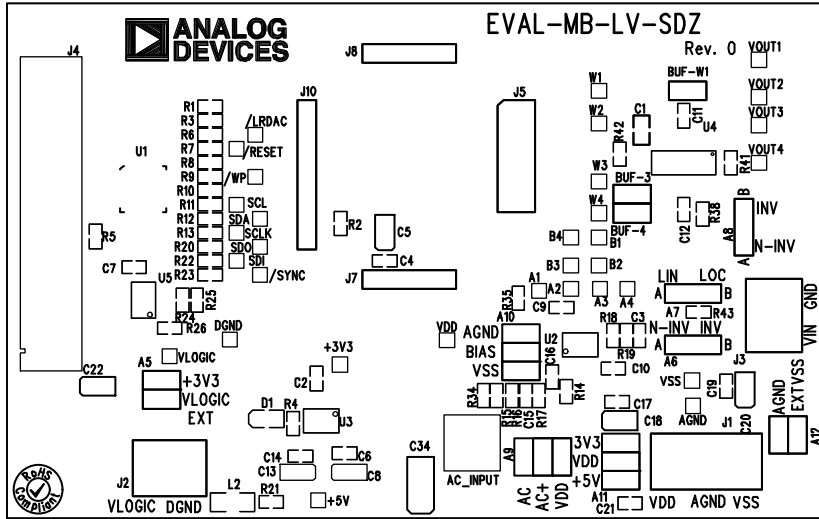 ANALOG
DEVICES
EVAL-MB-LV-SDZ
Rev. 0
VOUT1
J4
J8
W1
BUF-W1
VOUT2
J10
J5
R1
R3
/LRDAC
W2
C1
C11
VOUT3
U4
R6
R42
U1
R7
/RESET
VOUT4
R8
R41
R9
/WP
W3
BUF-3
R10
B
R11
SCL
INV
R12
SDA
W4
R2
C5
R38
R5
R13
SCLK
BUF-4
C12
A8
R20
SDO
B4
B1
N-INV
R22
SDI
C4
A
C7
R23
/SYNC
B3
B2
U5
J7
A1
LIN
LOC
R25
R35
A2
A3
A4
A
B
GND
R24
A10
C9
A7
R43
R26
DGND
VDD
AGND
U2
R18
C3
N-INV
INV
VIN
VLOGIC
+3V3
BIAS
R19
A
B
A5
C16
A6
C22
+3V3
C2
VSS
C10
VSS
C19
J3
VLOGIC
R34
R15
R16
C15
R17
R14
AGND
EXTVSS
EXT
D1
R4
U3
C17
C18
AGND
J1
C20
A12
C34
A9
3V3
C14
C6
VDD
J2
C13
C8
AC_INPUT
+5V
RoHS
Compliant
L2
R21
+5V
AC
AC+
VDD
A11
VLOGIC
DGND
C21
VDD
AGND
VSS